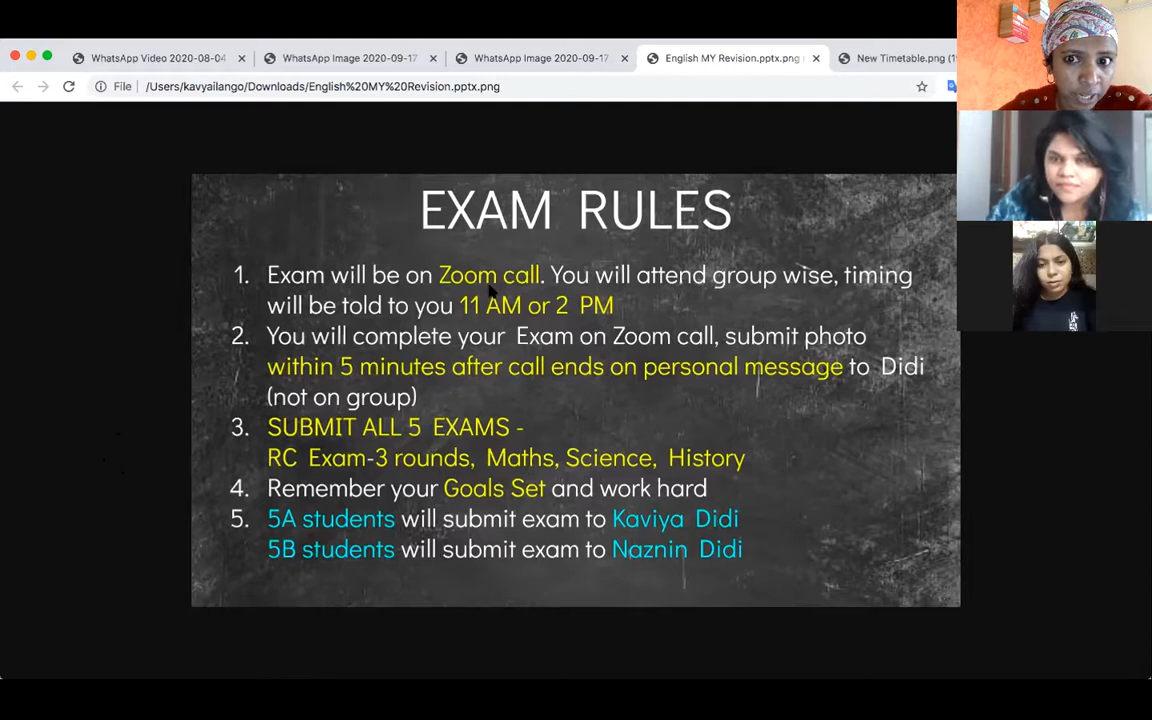 WhatsApp Video 2020-08-04
WhatsApp Image 2020-09-17
WhatsApp Image 2020-09-17
English MY Revision.pptx.png
New Timetable.png (1
File
/Users/kavyailango/Downloads/English%20MY%20Revision.pptx.png
EXAM RULES
1. Exam will be on Zoom call. You will attend group wise, timing
will be told to you 11 AM or 2 PM
2. You will complete your Exam on Zoom call, submit photo
within 5 minutes after call ends on personal message to Didi
(not on group)
3. SUBMIT ALL 5 EXAMS -
RC Exam-3 rounds, Maths, Science, History
4. Remember your Goals Set and work hard
5. 5A students will submit exam to Kaviya Didi
5B students will submit exam to Naznin Didi